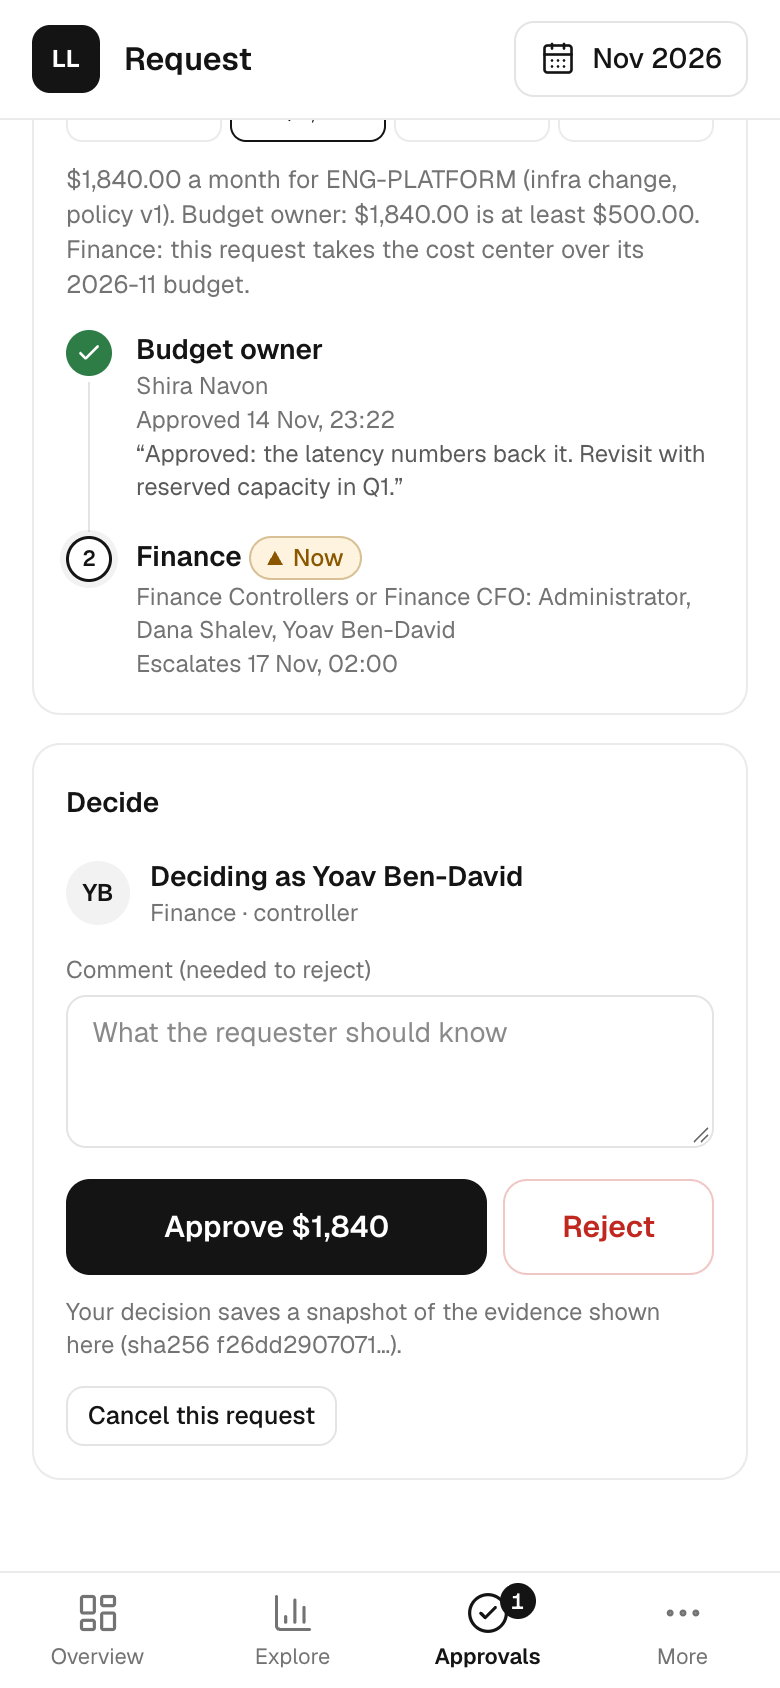 LL
Request
Nov 2026
$1,840.00 a month for ENG-PLATFORM (infra change,
policy v1). Budget owner: $1,840.00 is at least $500.00.
Finance: this request takes the cost center over its
2026-11 budget.
Budget owner
Shira Navon
Approved 14 Nov, 23:22
“Approved: the latency numbers back it. Revisit with
reserved capacity in Q1.”
2
Finance ▲ Now
Finance Controllers or Finance CFO: Administrator,
Dana Shalev, Yoav Ben-David
Escalates 17 Nov, 02:00
Decide
YB
Deciding as Yoav Ben-David
Finance · controller
Comment (needed to reject)
What the requester should know
Approve $1,840
Reject
Your decision saves a snapshot of the evidence shown
here (sha256 f26dd2907071…).
Cancel this request
1
Overview
Explore
Approvals
More